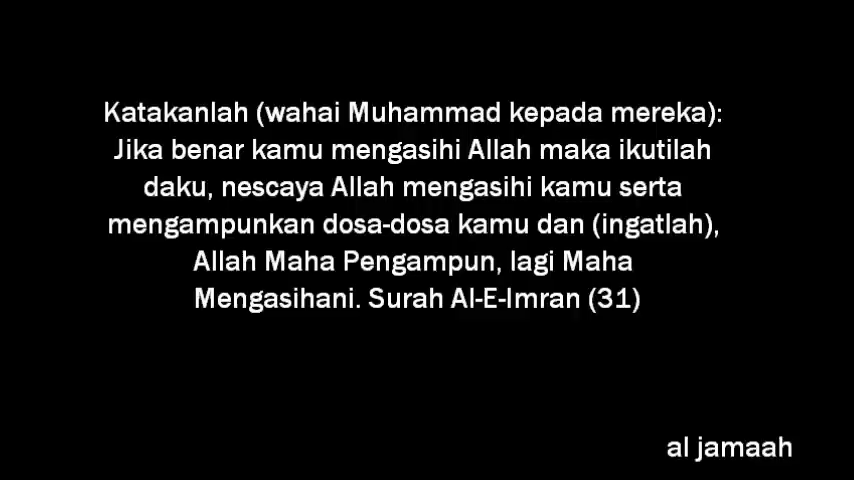 Katakanlah (wahai Muhammad kepada mereka):
Jika benar kamu mengasihi Allah maka ikutilah
daku, nescaya Allah mengasihi kamu serta
mengampunkan dosa-dosa kamu dan (ingatlah),
Allah Maha Pengampun, lagi Maha
Mengasihani. Surah Al-E-Imran (31)
al jamaah